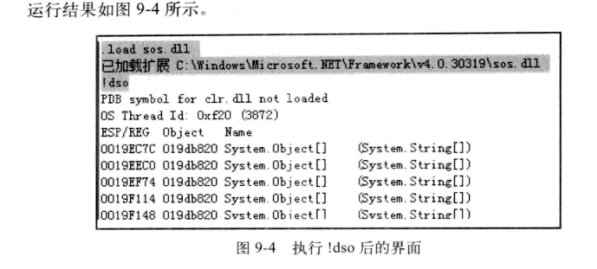 运行结果如图 9-4 所示。
.load sos.dll
已加载扩展 C:\Windows\Microsoft.NET\Framework\v4.0.30319\sos.dll
!dso
PDB symbol for clr.dll not loaded
OS Thread Id: 0xf20 (3872)
ESP/REG Object Name
0019EC7C 019db820 System.Object[] (System.String[])
0019EEC0 019db820 System.Object[] (System.String[])
0019EF74 019db820 System.Object[] (System.String[])
0019F114 019db820 System.Object[] (System.String[])
0019F148 019db820 System.Object[] (System.String[])
图 9-4 执行 !dso 后的界面